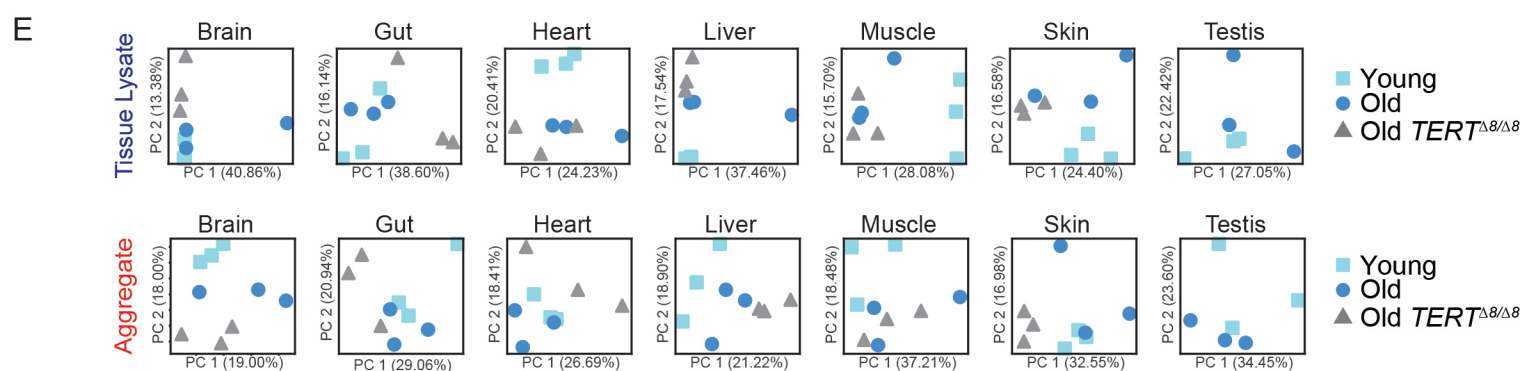 E
Tissue Lysate
Brain
PC 2 (13.38%)
PC 1 (40.86%)
Gut
PC 2 (16.14%)
PC 1 (38.60%)
Heart
PC 2 (20.41%)
PC 1 (24.23%)
Liver
PC 2 (17.54%)
PC 1 (37.46%)
Muscle
PC 2 (15.70%)
PC 1 (28.08%)
Skin
PC 2 (16.58%)
PC 1 (24.40%)
Testis
PC 2 (22.42%)
PC 1 (27.05%)
Young
Old
Old TERT^Δ8/Δ8
Aggregate
Brain
PC 2 (18.00%)
PC 1 (19.00%)
Gut
PC 2 (20.94%)
PC 1 (29.06%)
Heart
PC 2 (18.41%)
PC 1 (26.69%)
Liver
PC 2 (18.90%)
PC 1 (21.22%)
Muscle
PC 2 (18.48%)
PC 1 (37.21%)
Skin
PC 2 (16.98%)
PC 1 (32.55%)
Testis
PC 2 (23.60%)
PC 1 (34.45%)
Young
Old
Old TERT^Δ8/Δ8